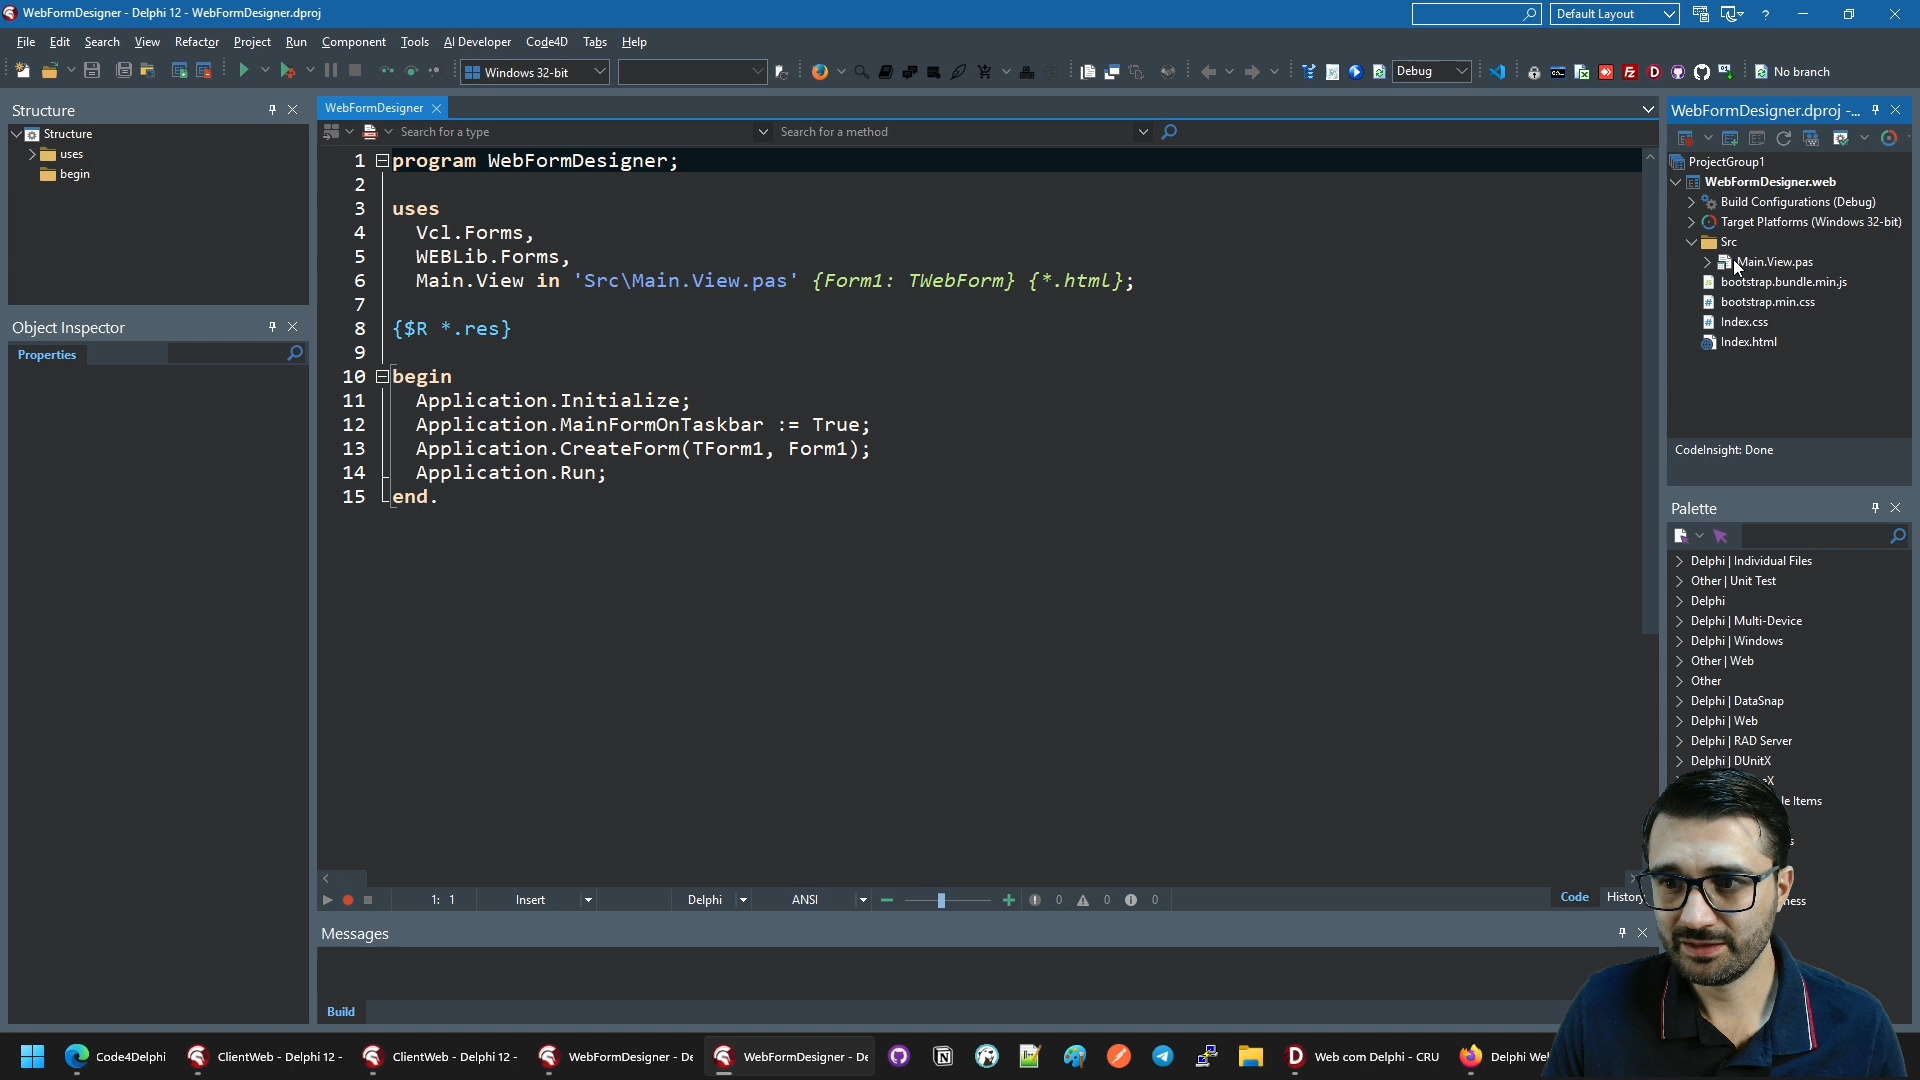 WebFormDesigner - Delphi 12 - WebFormDesigner.dproj
Default Layout
?
File Edit Search View Refactor Project Run Component Tools AI Developer Code4D Tabs Help
Windows 32-bit
Debug
No branch
Structure
Structure
uses
begin
Object Inspector
Properties
WebFormDesigner
Search for a type
Search for a method
1 program WebFormDesigner;
2
3 uses
4 Vcl.Forms,
5 WEBLib.Forms,
6 Main.View in 'Src\Main.View.pas' {Form1: TWebForm} {*.html};
7
8 {$R *.res}
9
10 begin
11 Application.Initialize;
12 Application.MainFormOnTaskbar := True;
13 Application.CreateForm(TForm1, Form1);
14 Application.Run;
15 end.
1: 1 Insert Delphi ANSI 0 0 0
Code History
Messages
Build
WebFormDesigner.dproj -...
ProjectGroup1
WebFormDesigner.web
Build Configurations (Debug)
Target Platforms (Windows 32-bit)
Src
Main.View.pas
bootstrap.bundle.min.js
bootstrap.min.css
Index.css
Index.html
CodeInsight: Done
Palette
Delphi | Individual Files
Other | Unit Test
Delphi
Delphi | Multi-Device
Delphi | Windows
Other | Web
Other
Delphi | DataSnap
Delphi | Web
Delphi | RAD Server
Delphi | DUnitX
Items
Code4Delphi
ClientWeb - Delphi 12 -
ClientWeb - Delphi 12 -
WebFormDesigner - De
WebFormDesigner - De
Web com Delphi - CRU
Delphi We